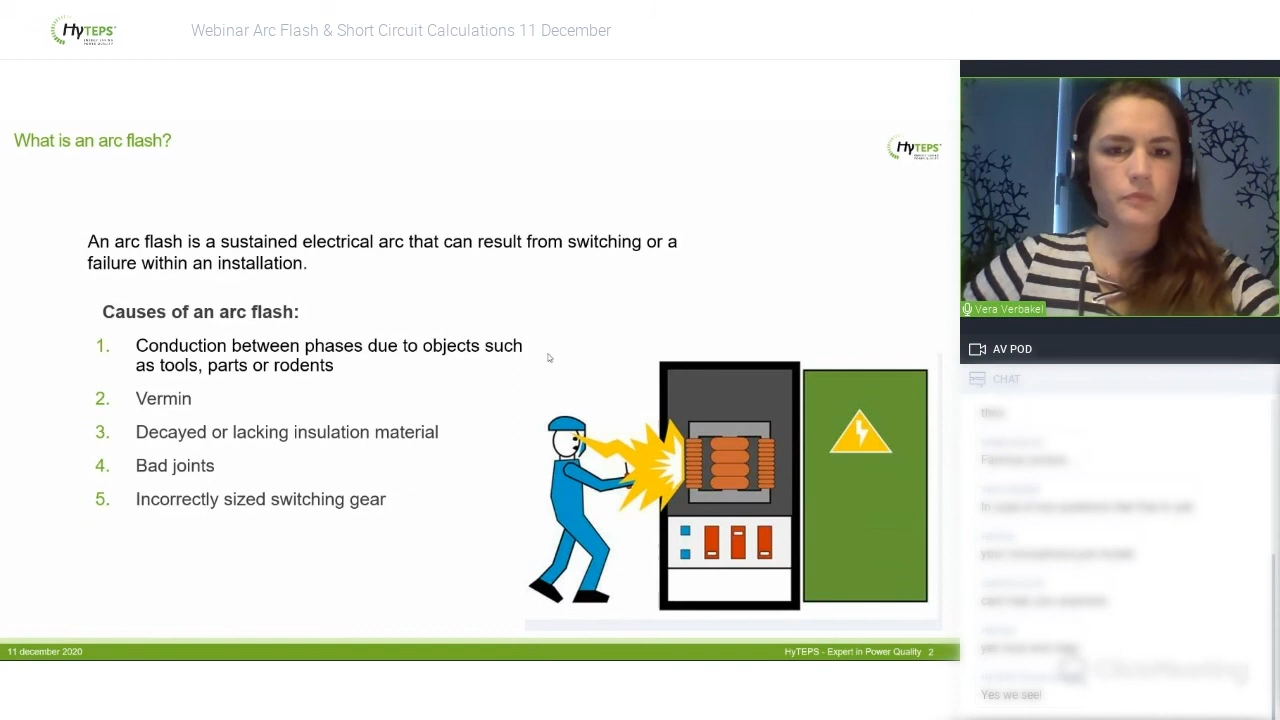 HyTEPS
Webinar Arc Flash & Short Circuit Calculations 11 December
What is an arc flash?
HyTEPS
An arc flash is a sustained electrical arc that can result from switching or a
failure within an installation.
Causes of an arc flash:
1. Conduction between phases due to objects such
as tools, parts or rodents
2. Vermin
3. Decayed or lacking insulation material
4. Bad joints
5. Incorrectly sized switching gear
11 december 2020
HyTEPS - Expert in Power Quality 2
Vera Verbakel
AV POD
CHAT
Yes we see!